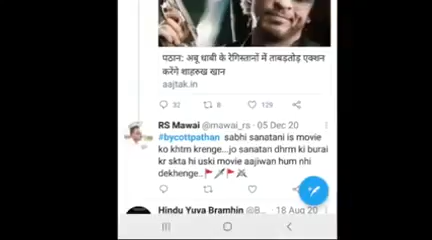 पठान: अबू धाबी के रेगिस्तानों में ताबड़तोड़ एक्शन
करेंगे शाहरुख खान
aajtak.in
32 8 129
RS Mawai @mawai_rs · 05 Dec 20
#bycottpathan sabhi sanatani is movie
ko khtm krenge...jo sanatan dhrm ki burai
kr skta hi uski movie aajiwan hum nhi
dekhenge..
Hindu Yuva Bramhin @B... · 18 Aug 20